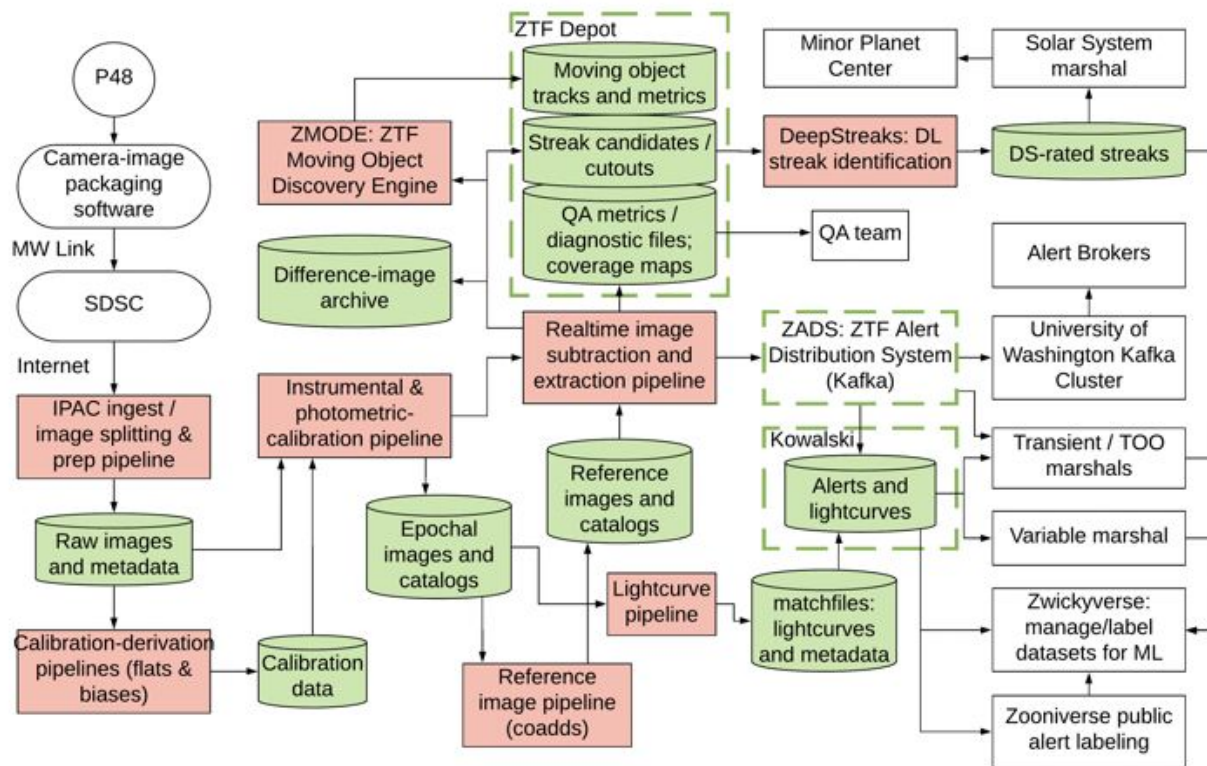 P48
Camera-image
packaging
software
MW Link
SDSC
Internet
IPAC ingest /
image splitting &
prep pipeline
Raw images
and metadata
Calibration-derivation
pipelines (flats &
biases)
Calibration
data
ZMODE: ZTF
Moving Object
Discovery Engine
Difference-image
archive
Instrumental &
photometric-
calibration pipeline
Epochal
images and
catalogs
Reference
image pipeline
(coadds)
ZTF Depot
Moving object
tracks and metrics
Streak candidates /
cutouts
QA metrics /
diagnostic files;
coverage maps
Realtime image
subtraction and
extraction pipeline
Reference
images and
catalogs
Lightcurve
pipeline
Minor Planet
Center
Solar System
marshal
DeepStreaks: DL
streak identification
DS-rated streaks
QA team
Alert Brokers
ZADS: ZTF Alert
Distribution System
(Kafka)
University of
Washington Kafka
Cluster
Kowalski
Alerts and
lightcurves
Transient / TOO
marshals
Variable marshal
matchfiles:
lightcurves
and metadata
Zwickyverse:
manage/label
datasets for ML
Zooniverse public
alert labeling